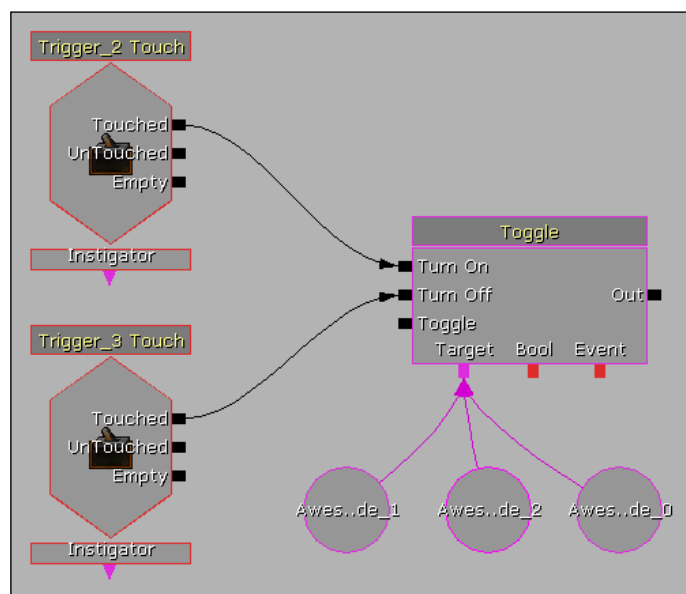 Trigger_2 Touch
Touched
UnTouched
Empty
Instigator
Trigger_3 Touch
Touched
UnTouched
Empty
Instigator
Toggle
Turn On
Turn Off Out
Toggle
Target Bool Event
Awes..de_1 Awes..de_2 Awes..de_0